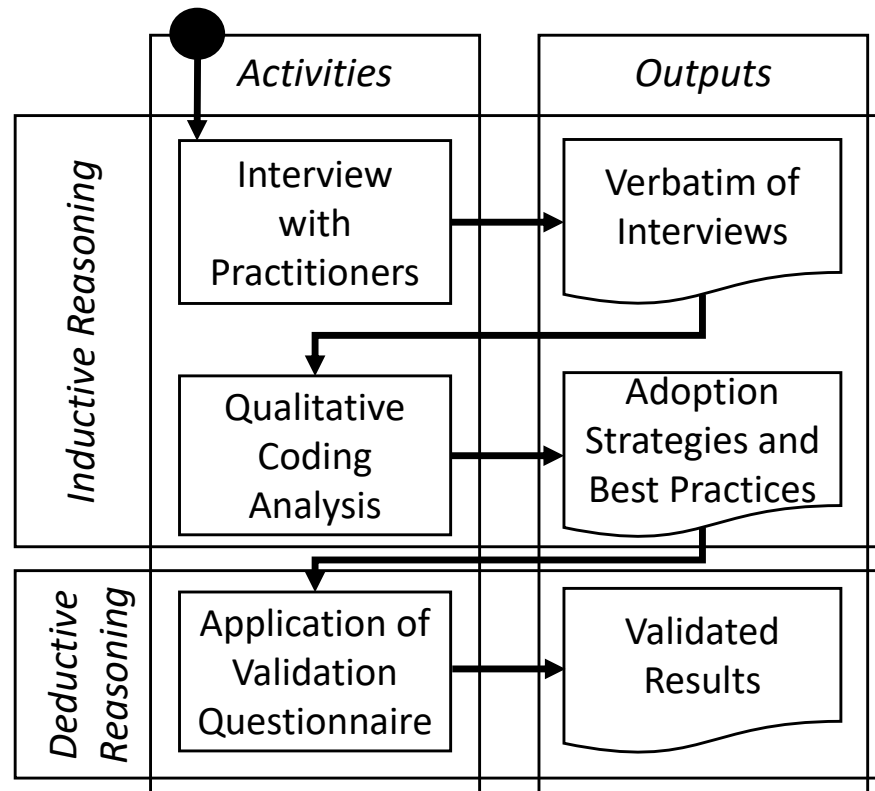 Activities
Outputs
Inductive Reasoning
Interview
with
Practitioners
Verbatim of
Interviews
Qualitative
Coding
Analysis
Adoption
Strategies and
Best Practices
Deductive
Reasoning
Application of
Validation
Questionnaire
Validated
Results